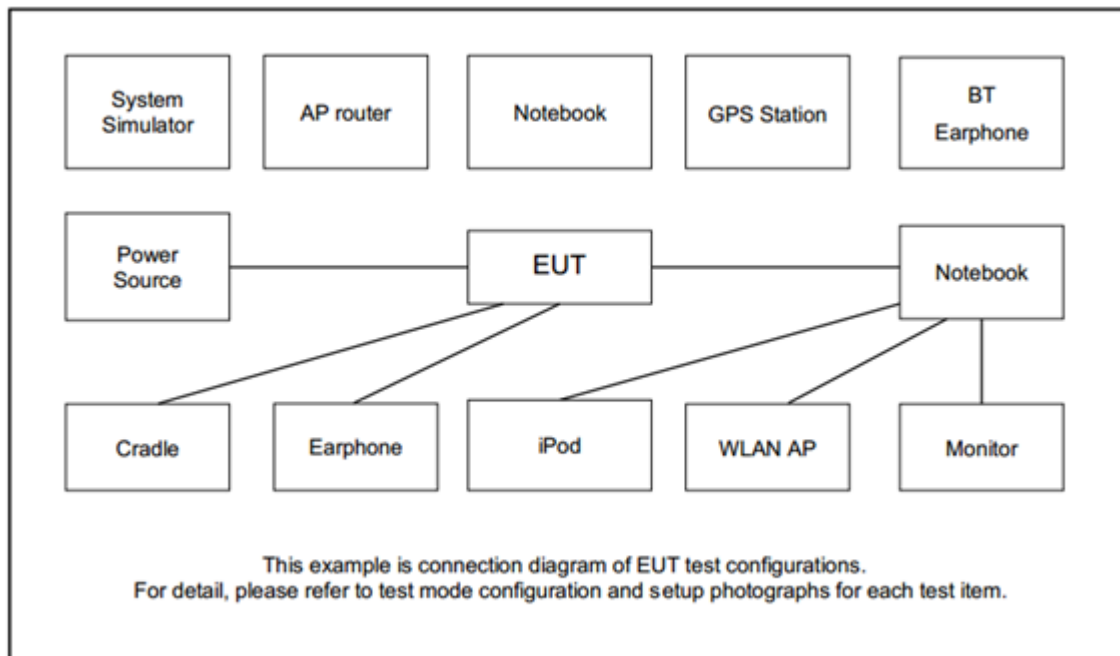 System
Simulator
AP router
Notebook
GPS Station
BT
Earphone
Power
Source
EUT
Notebook
Cradle
Earphone
iPod
WLAN AP
Monitor
This example is connection diagram of EUT test configurations.
For detail, please refer to test mode configuration and setup photographs for each test item.